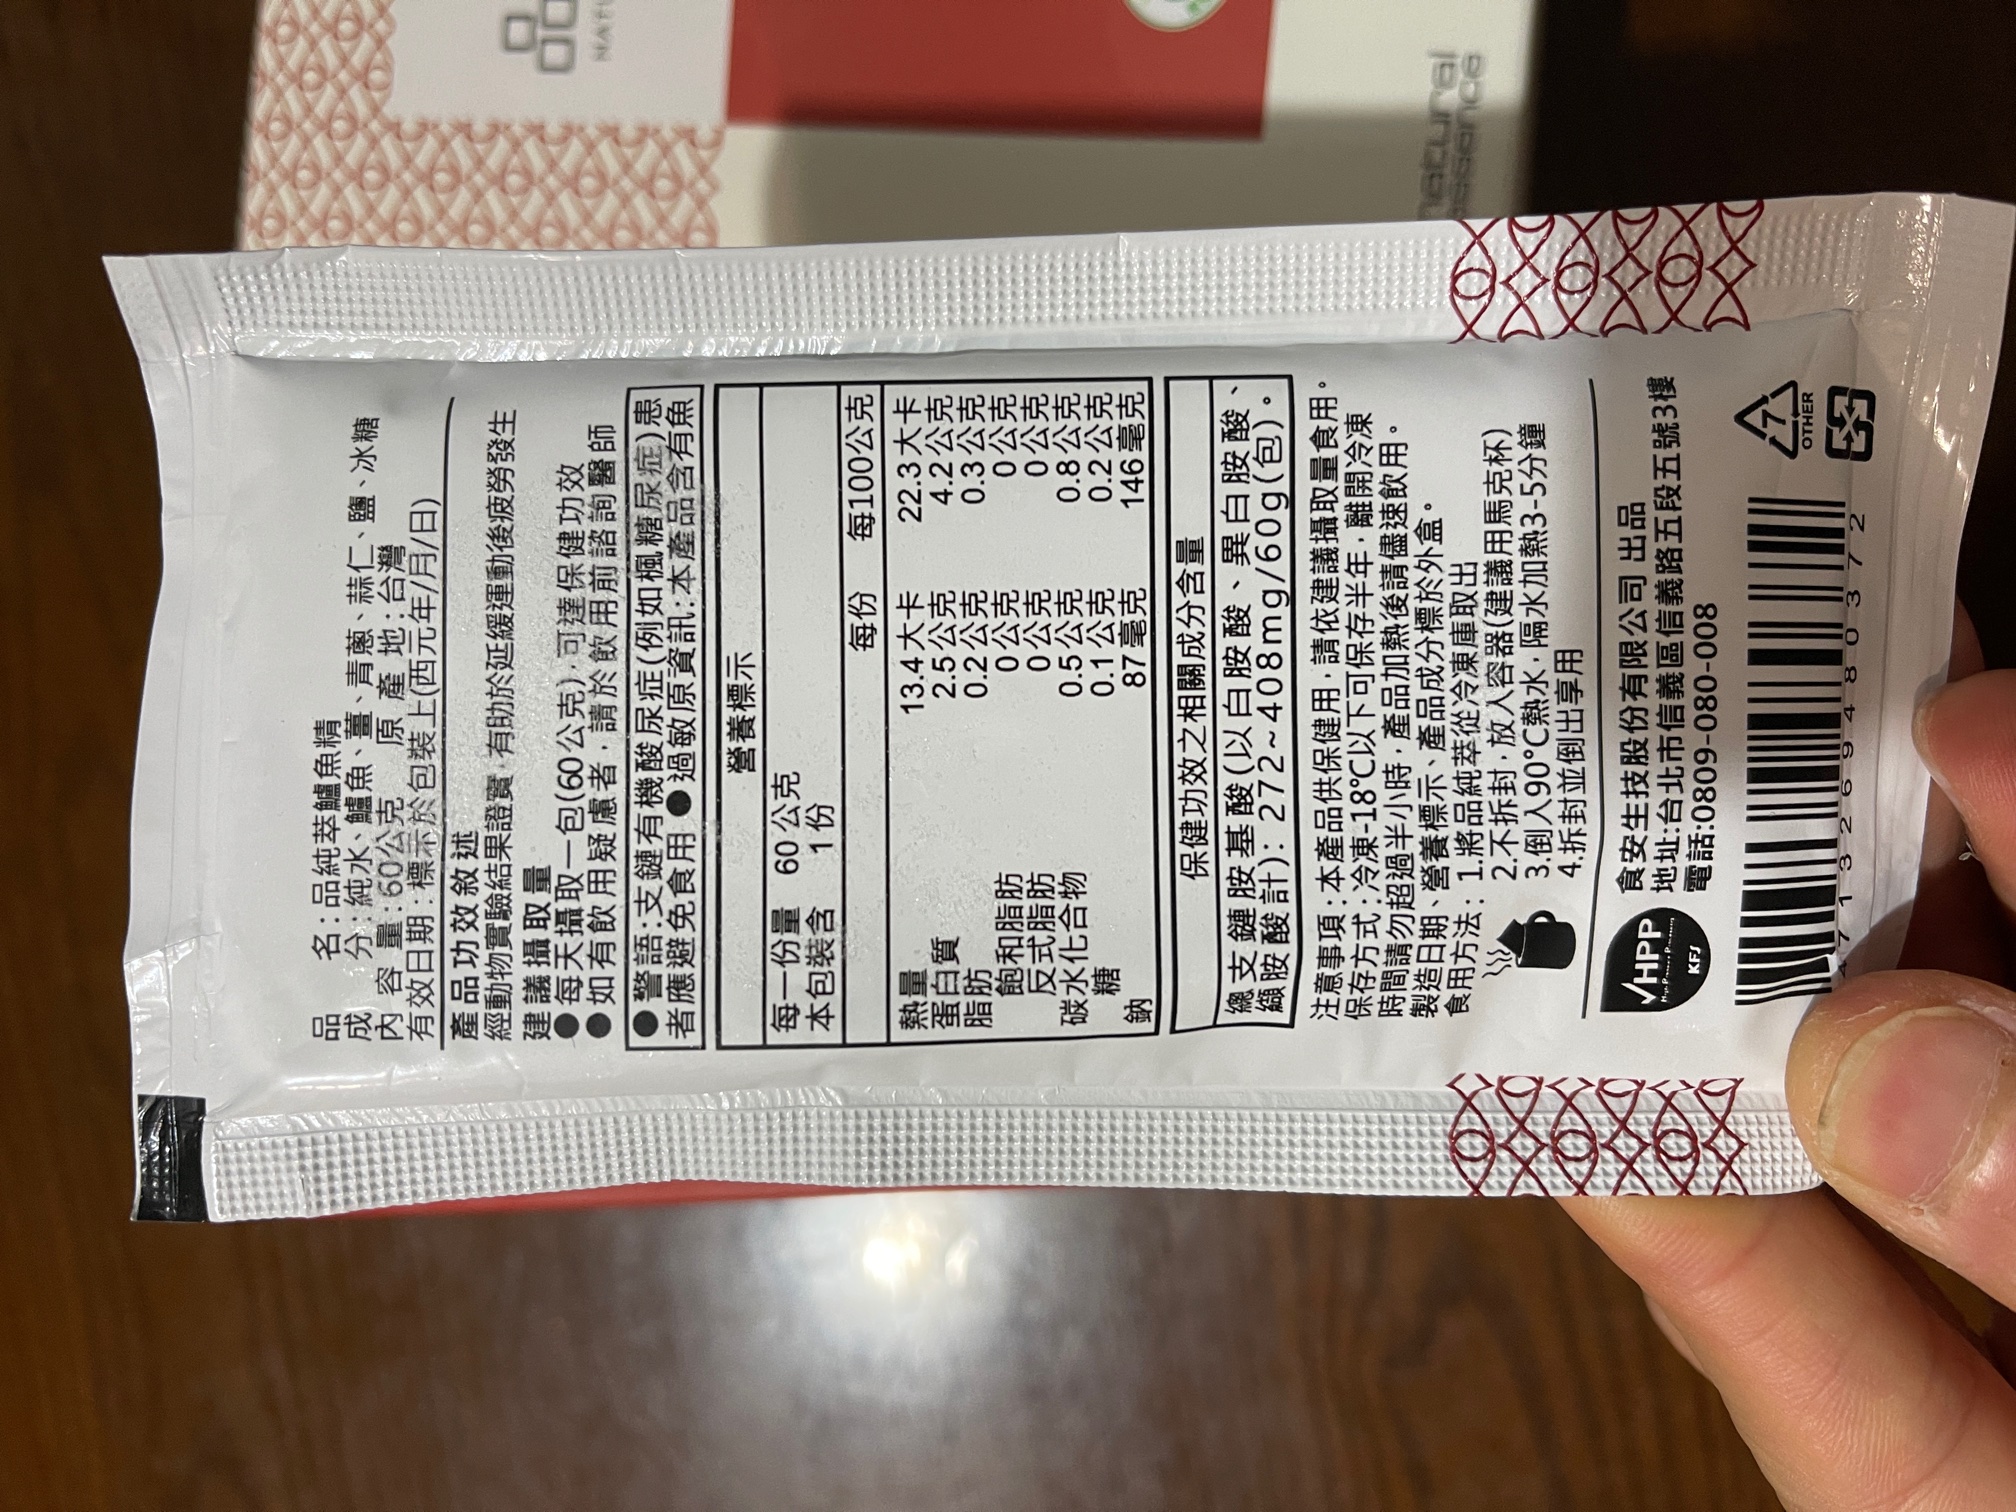 品 名:品純萃鱸魚精
成 分:純水、鱸魚、薑、青蔥、蒜仁、鹽、冰糖
內 容 量:60公克 原 產 地:台灣
有效日期:標示於包裝上(西元年/月/日)
產品功效敘述
經動物實驗結果證實,有助於延緩運動後疲勞發生
建議攝取量
●每天攝取一包(60公克),可達保健功效
●如有飲用疑慮者,請於飲用前諮詢醫師
●警語:支鏈有機酸尿症(例如楓糖尿症)患
者應避免食用 ●過敏原資訊:本產品含有魚
營養標示
每一份量 60公克
本包裝含 1份
每份 每100公克
熱量 13.4大卡 22.3大卡
蛋白質 2.5公克 4.2公克
脂肪 0.2公克 0.3公克
飽和脂肪 0公克 0公克
反式脂肪 0公克 0公克
碳水化合物 0.5公克 0.8公克
糖 0.1公克 0.2公克
鈉 87毫克 146毫克
保健功效之相關成分含量
總支鏈胺基酸(以白胺酸、異白胺酸、
纈胺酸計):272~408mg/60g(包)。
注意事項:本產品供保健用,請依建議攝取量食用。
保存方式:冷凍-18°C以下可保存半年,離開冷凍
時間請勿超過半小時,產品加熱後請儘速飲用。
製造日期、營養標示、產品成分標於外盒。
食用方法:1.將品純萃從冷凍庫取出
2.不拆封,放入容器(建議用馬克杯)
3.倒入90°C熱水,隔水加熱3-5分鐘
4.拆封並倒出享用
HPP
KFS
食安生技股份有限公司 出品
地址:台北市信義區信義路五段五號3樓
電話:0809-080-008
4713269480372
7
OTHER
natural
essence